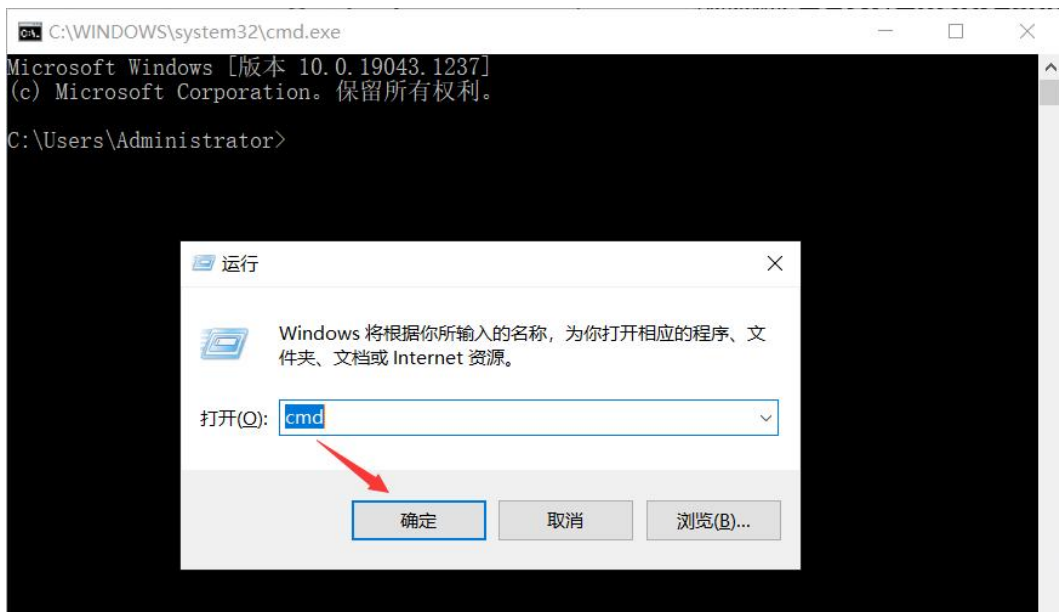 C:\WINDOWS\system32\cmd.exe
Microsoft Windows [版本 10.0.19043.1237]
(c) Microsoft Corporation。保留所有权利。
C:\Users\Administrator>
运行
Windows 将根据你所输入的名称，为你打开相应的程序、文
件夹、文档或 Internet 资源。
打开(O): cmd
确定 取消 浏览(B)...